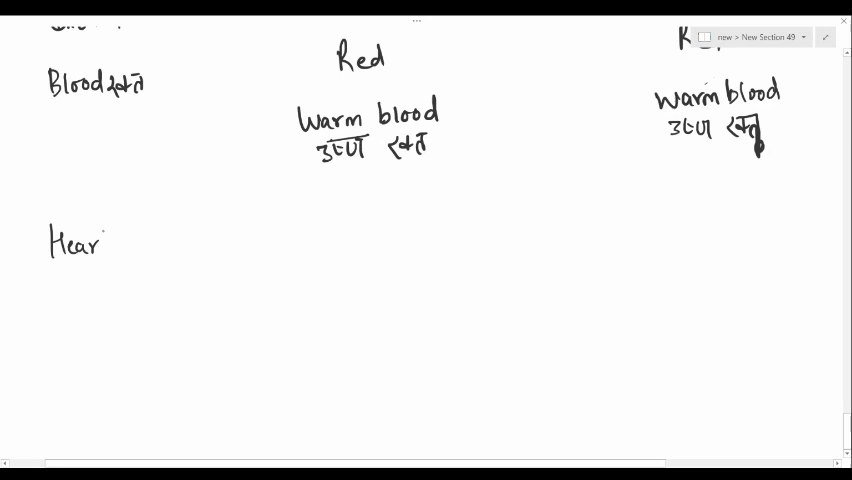 new > New Section 49
Red
Blood रक्त
Warm blood
warm blood
उष्ण रक्त
उष्ण रक्त
Hear